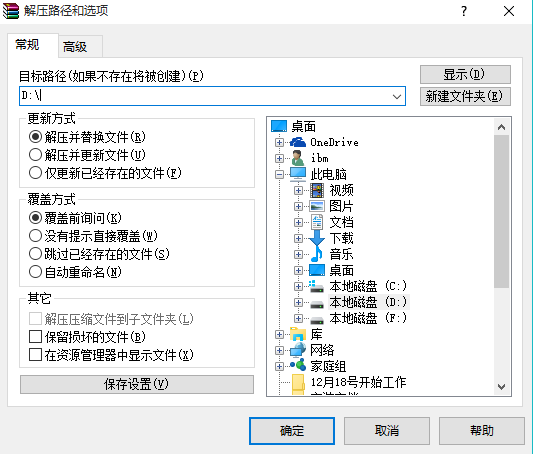 解压路径和选项
常规
高级
目标路径(如果不存在将被创建)(P)
显示(D)
D:\
新建文件夹(E)
更新方式
解压并替换文件(R)
解压并更新文件(U)
仅更新已经存在的文件(F)
覆盖方式
覆盖前询问(K)
没有提示直接覆盖(W)
跳过已经存在的文件(S)
自动重命名(N)
其它
解压压缩文件到子文件夹(L)
保留损坏的文件(B)
在资源管理器中显示文件(X)
保存设置(V)
桌面
OneDrive
ibm
此电脑
视频
图片
文档
下载
音乐
桌面
本地磁盘 (C:)
本地磁盘 (D:)
本地磁盘 (F:)
库
网络
家庭组
12月18号开始工作
确定
取消
帮助